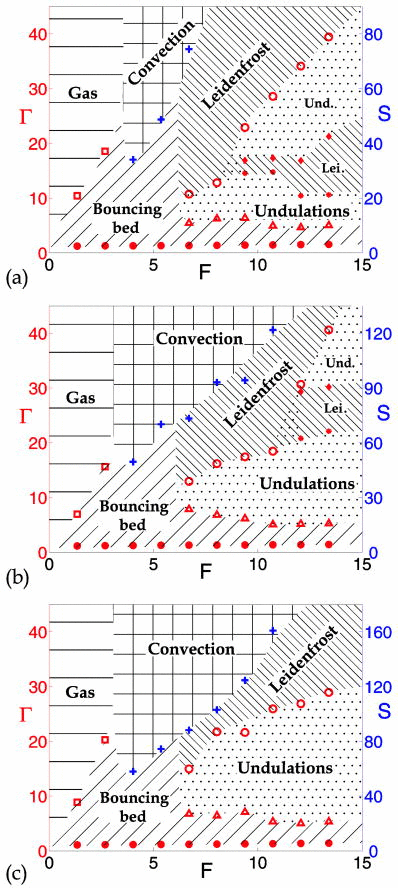 40
30
20
10
0
Γ
80
60
40
20
0
S
Gas
Convection
Leidenfrost
Und.
Lei.
Bouncing
bed
Undulations
0 5 10 15
(a) F
40
30
20
10
0
Γ
120
90
60
30
0
S
Convection
Gas
Leidenfrost
Und.
Lei.
Undulations
Bouncing
bed
0 5 10 15
(b) F
40
30
20
10
0
Γ
160
120
80
40
0
S
Convection
Gas
Leidenfrost
Undulations
Bouncing
bed
0 5 10 15
(c) F